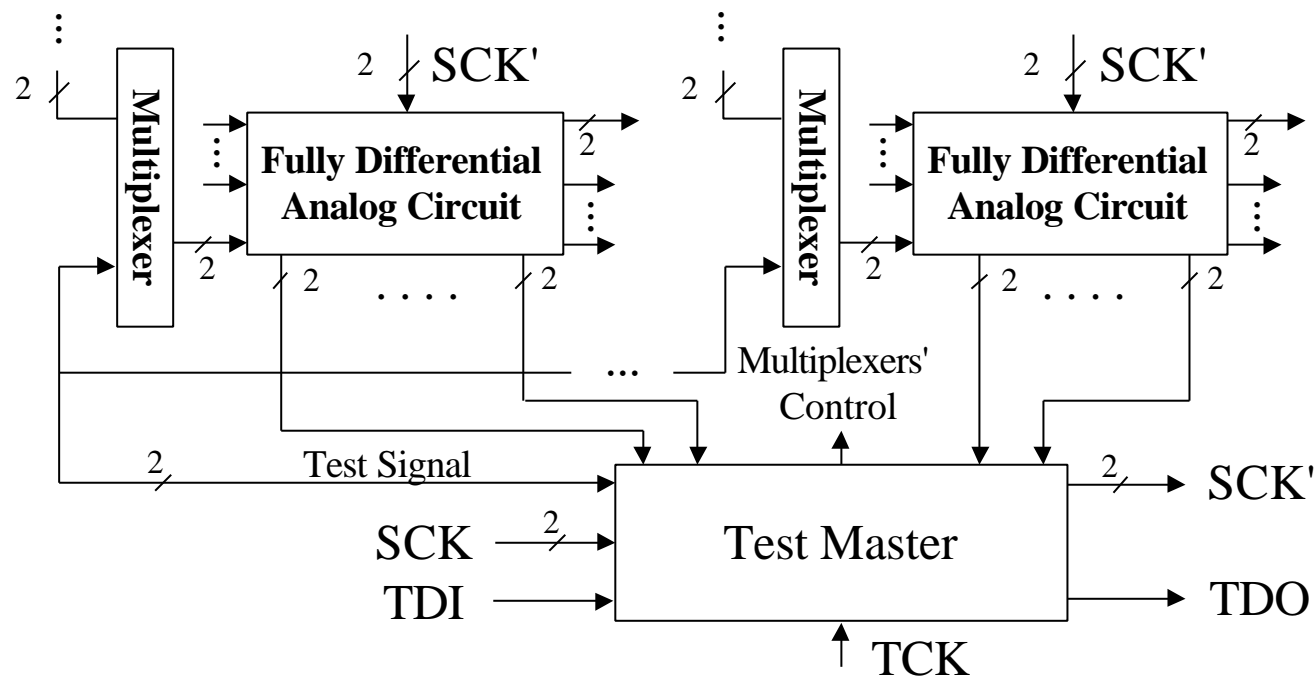 2
Multiplexer
2
SCK'
Fully Differential
Analog Circuit
2
2
2
2
2
Multiplexer
2
SCK'
Fully Differential
Analog Circuit
2
2
2
2
Multiplexers'
Control
2
Test Signal
SCK
2
TDI
Test Master
2
SCK'
TDO
TCK